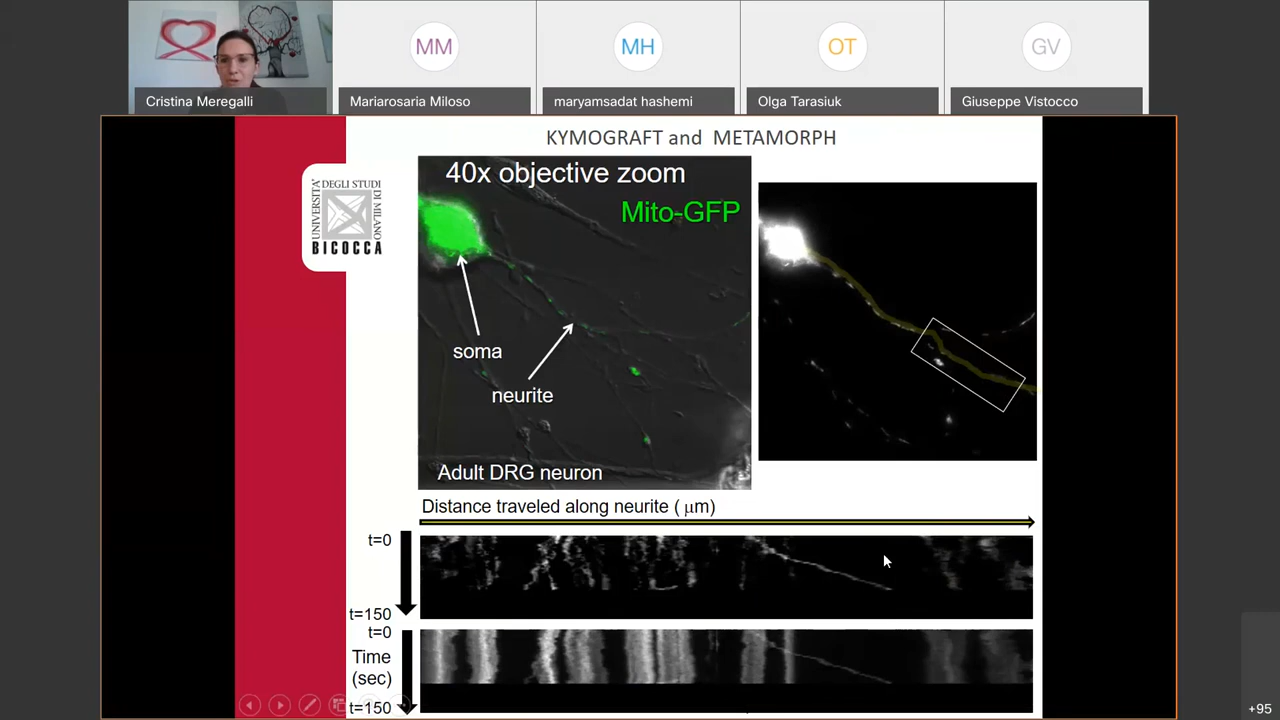 MM
MH
OT
GV
Cristina Meregalli
Mariarosaria Miloso
maryamsadat hashemi
Olga Tarasiuk
Giuseppe Vistocco
KYMOGRAFT and METAMORPH
UNIVERSITA'
DEGLI STUDI
DI MILANO
BICOCCA
40x objective zoom
Mito-GFP
soma
neurite
Adult DRG neuron
Distance traveled along neurite ( μm)
t=0
t=150
t=0
Time
(sec)
t=150
+95